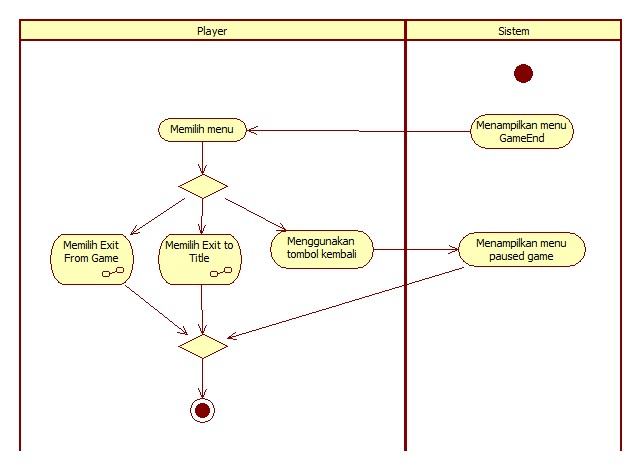 Player
Sistem
Memilih menu
Menampilkan menu
GameEnd
Memilih Exit
From Game
Memilih Exit to
Title
Menggunakan
tombol kembali
Menampilkan menu
paused game